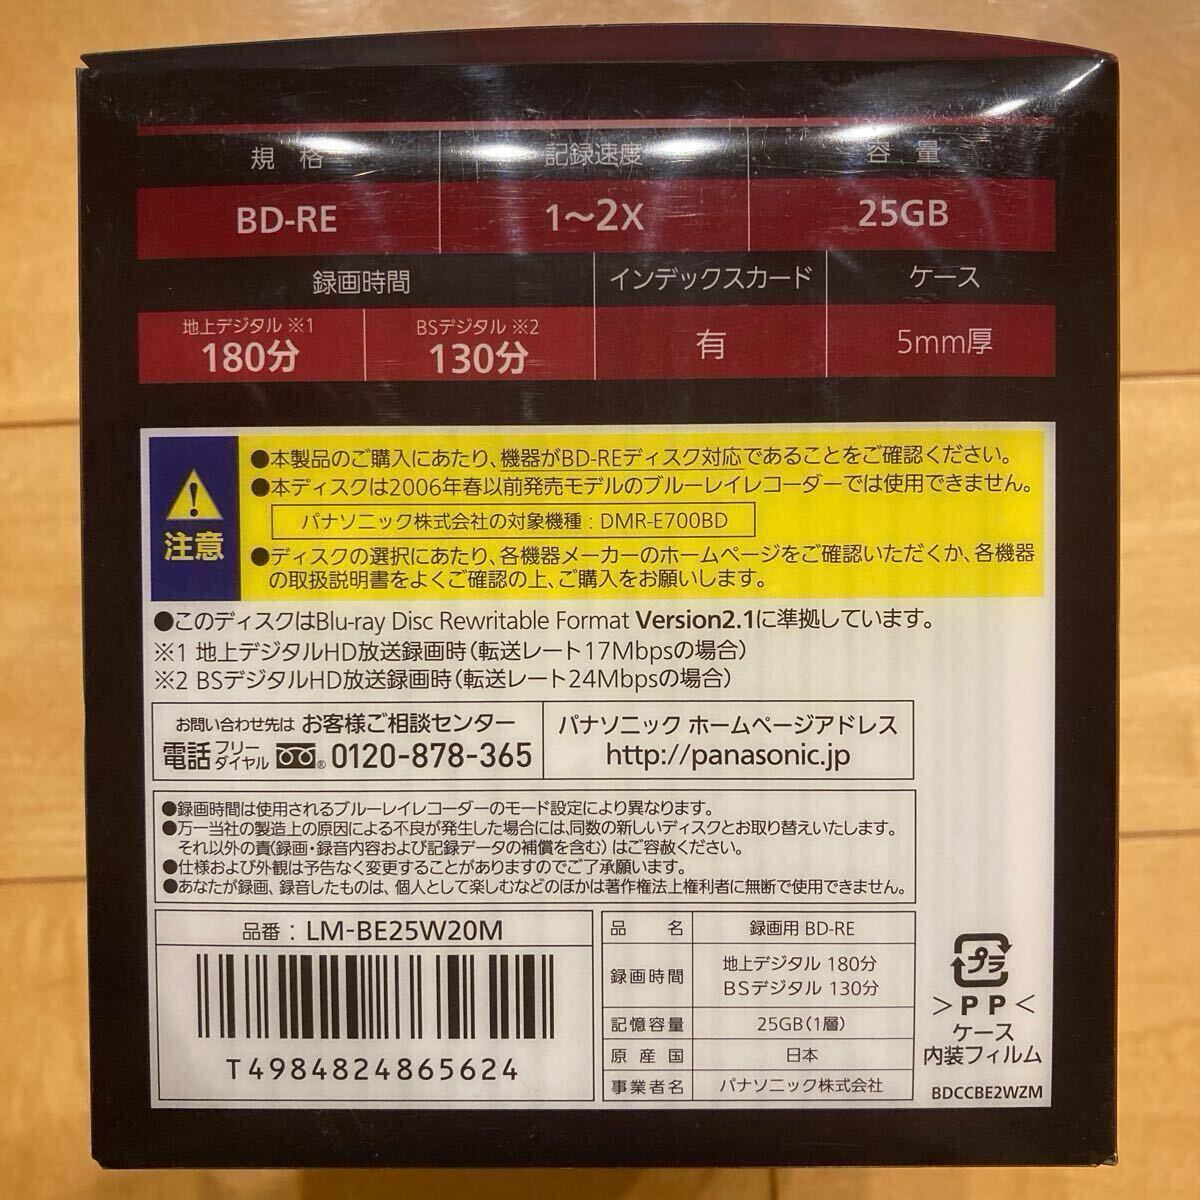 規格 記録速度 容量
BD-RE 1〜2X 25GB
録画時間 インデックスカード ケース
地上デジタル ※1 BSデジタル ※2
180分 130分 有 5mm厚
●本製品のご購入にあたり、機器がBD-REディスク対応であることをご確認ください。
●本ディスクは2006年春以前発売モデルのブルーレイレコーダーでは使用できません。
パナソニック株式会社の対象機種：DMR-E700BD
注意
●ディスクの選択にあたり、各機器メーカーのホームページをご確認いただくか、各機器
の取扱説明書をよくご確認の上、ご購入をお願いします。
●このディスクはBlu-ray Disc Rewritable Format Version2.1に準拠しています。
※1 地上デジタルHD放送録画時（転送レート17Mbpsの場合）
※2 BSデジタルHD放送録画時（転送レート24Mbpsの場合）
お問い合わせ先は お客様ご相談センター
電話 フリーダイヤル ® 0120-878-365
パナソニック ホームページアドレス
http://panasonic.jp
●録画時間は使用されるブルーレイレコーダーのモード設定により異なります。
●万一当社の製造上の原因による不良が発生した場合には、同数の新しいディスクとお取り替えいたします。
それ以外の責（録画・録音内容および記録データの補償を含む）はご容赦ください。
●仕様および外観は予告なく変更することがありますのでご了承願います。
●あなたが録画、録音したものは、個人として楽しむなどのほかは著作権法上権利者に無断で使用できません。
品番：LM-BE25W20M
T4984824865624
品名 録画用 BD-RE
録画時間 地上デジタル 180分
BSデジタル 130分
記憶容量 25GB（1層）
原産国 日本
事業者名 パナソニック株式会社
プラ
>PP<
ケース
内装フィルム
BDCCBE2WZM